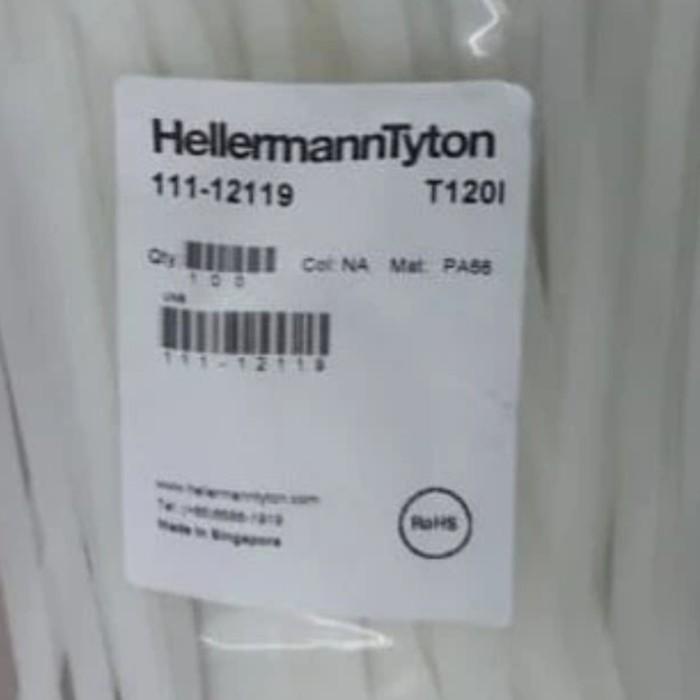 HellermannTyton
111-12119 T120I
Qty: Col: NA Mat: PA66
100
UNB
111-12119
www.hellermanntyton.com
Made in Singapore
RoHS